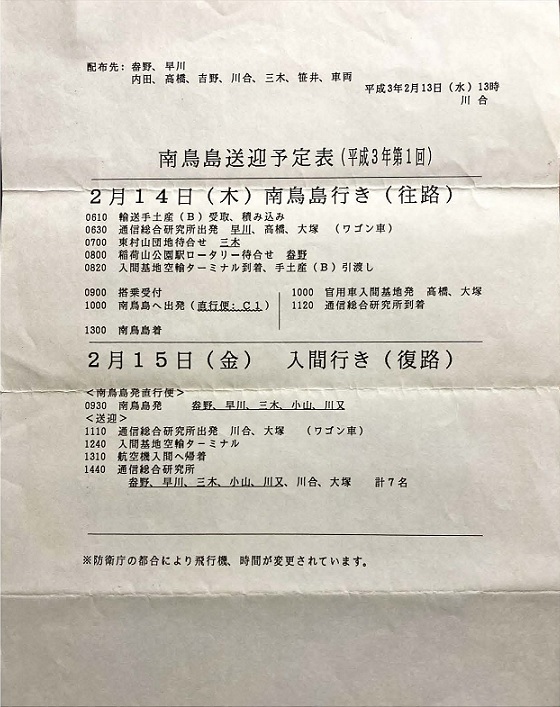 配布先：粉野、早川
内田、高橋、吉野、川合、三木、笹井、車両
平成3年2月13日（水）13時
川　合
南鳥島送迎予定表(平成3年第1回)
２月１４日（木）南鳥島行き（往路）
0610　輸送手土産（B）受取、積み込み
0630　通信総合研究所出発　早川、高橋、大塚　（ワゴン車）
0700　東村山団地待合せ　三木
0800　稲荷山公園駅ロータリー待合せ
0820　入間基地空輸ターミナル到着、手土産（B）引渡し
0900　搭乗受付
1000　南鳥島へ出発（直行便：C1）
1300　南鳥島着
1000　官用車入間基地発　高橋、大塚
1120　通信総合研究所到着
２月１５日（金）　入間行き（復路）
＜南鳥島発直行便＞
0930　南鳥島発　早川、三木、小山、川又
＜送迎＞
1110　通信総合研究所出発　川合、大塚　（ワゴン車）
1240　入間基地空輸ターミナル
1310　航空機入間へ帰着
1440　通信総合研究所
早川、三木、小山、川又、川合、大塚　計７名
※防衛庁の都合により飛行機、時間が変更されています。